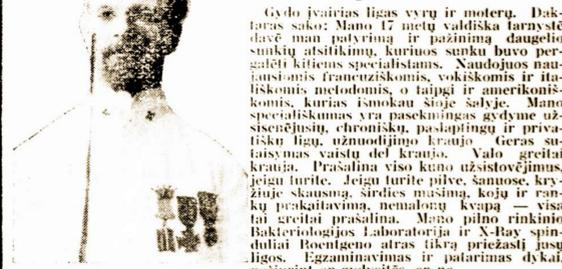 Gydo įvairias ligas vyrų ir moterų. Dak-
taras sako: Mano 17 metų valdiška tarnystė
davė man patyrimą ir pažinimą daugelio
sunkių atsitikimų, kuriuos sunku buvo per-
galėti kitiems specialistams. Naudojuos nau-
jausiomis francuziškomis, vokiškomis ir ita-
liškomis metodomis, o taipgi ir amerikoniš-
komis, kurias išmokau šioje šalyje. Mano
specializkumas yra pasekmingas gydyme už-
sisenėjusių, chroniškų, paslaptingų ir priva-
tiškų ligų, užnuodijimo kraujo Geras su-
taisymas vaistų del kraujo. Valo greitai
kraują. Prašalina viso kuno užsistovėjimus,
jeigu turite. Jeigu turite pilve, šanuose, kry-
žiuje skausmą, širdies mušimą, kojų ir ran-
kų prakaitavimą, nemalonų kvapą — visa
tai greitai prašalina. Mano pilno rinkinio
Bakteriologijos Laboratorija ir X-Ray spin-
duliai Roentgeno atras tikrą priežastį jusų
ligos. Egzaminavimas ir patarimas dykai,